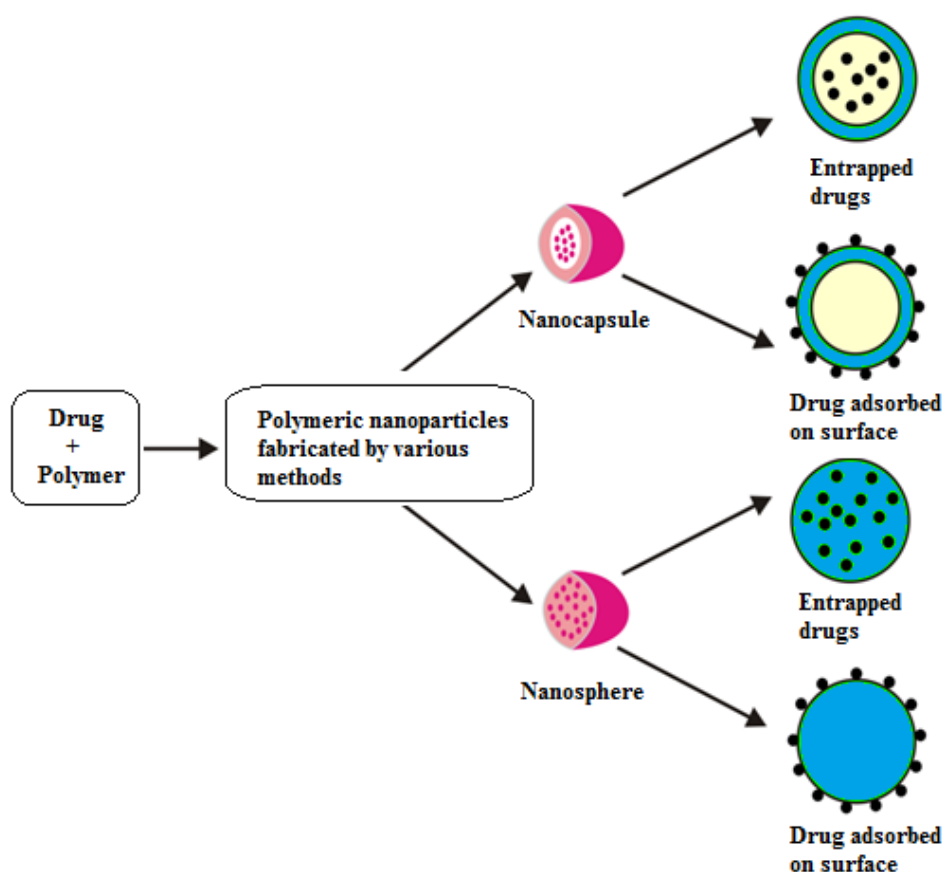 Drug
+
Polymer
Polymeric nanoparticles
fabricated by various
methods
Nanocapsule
Nanosphere
Entrapped
drugs
Drug adsorbed
on surface
Entrapped
drugs
Drug adsorbed
on surface